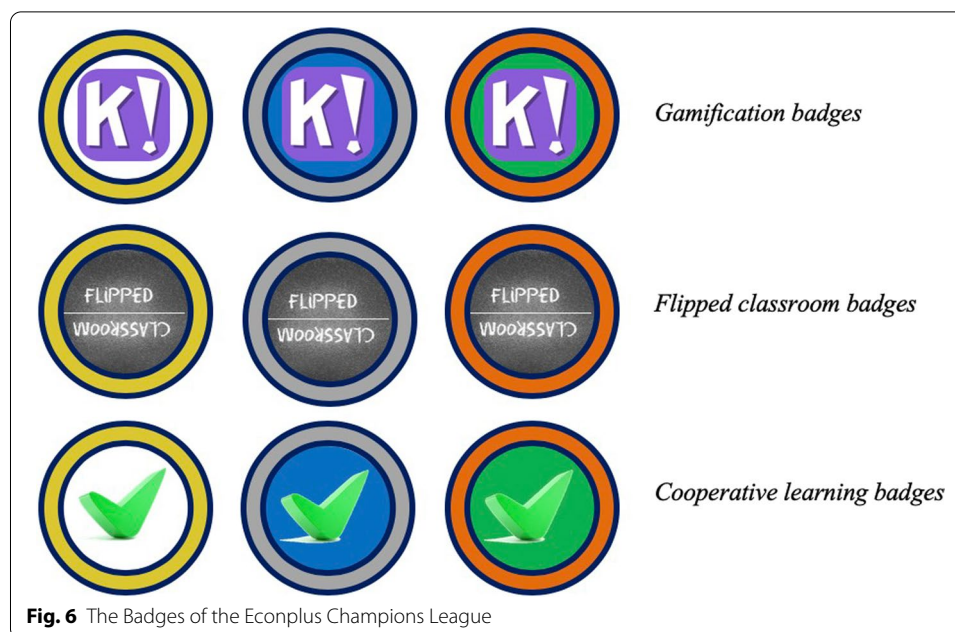 K! K! K! Gamification badges
FLIPPED FLIPPED FLIPPED
CLASSROOM CLASSROOM CLASSROOM Flipped classroom badges
Cooperative learning badges
Fig. 6 The Badges of the Econplus Champions League